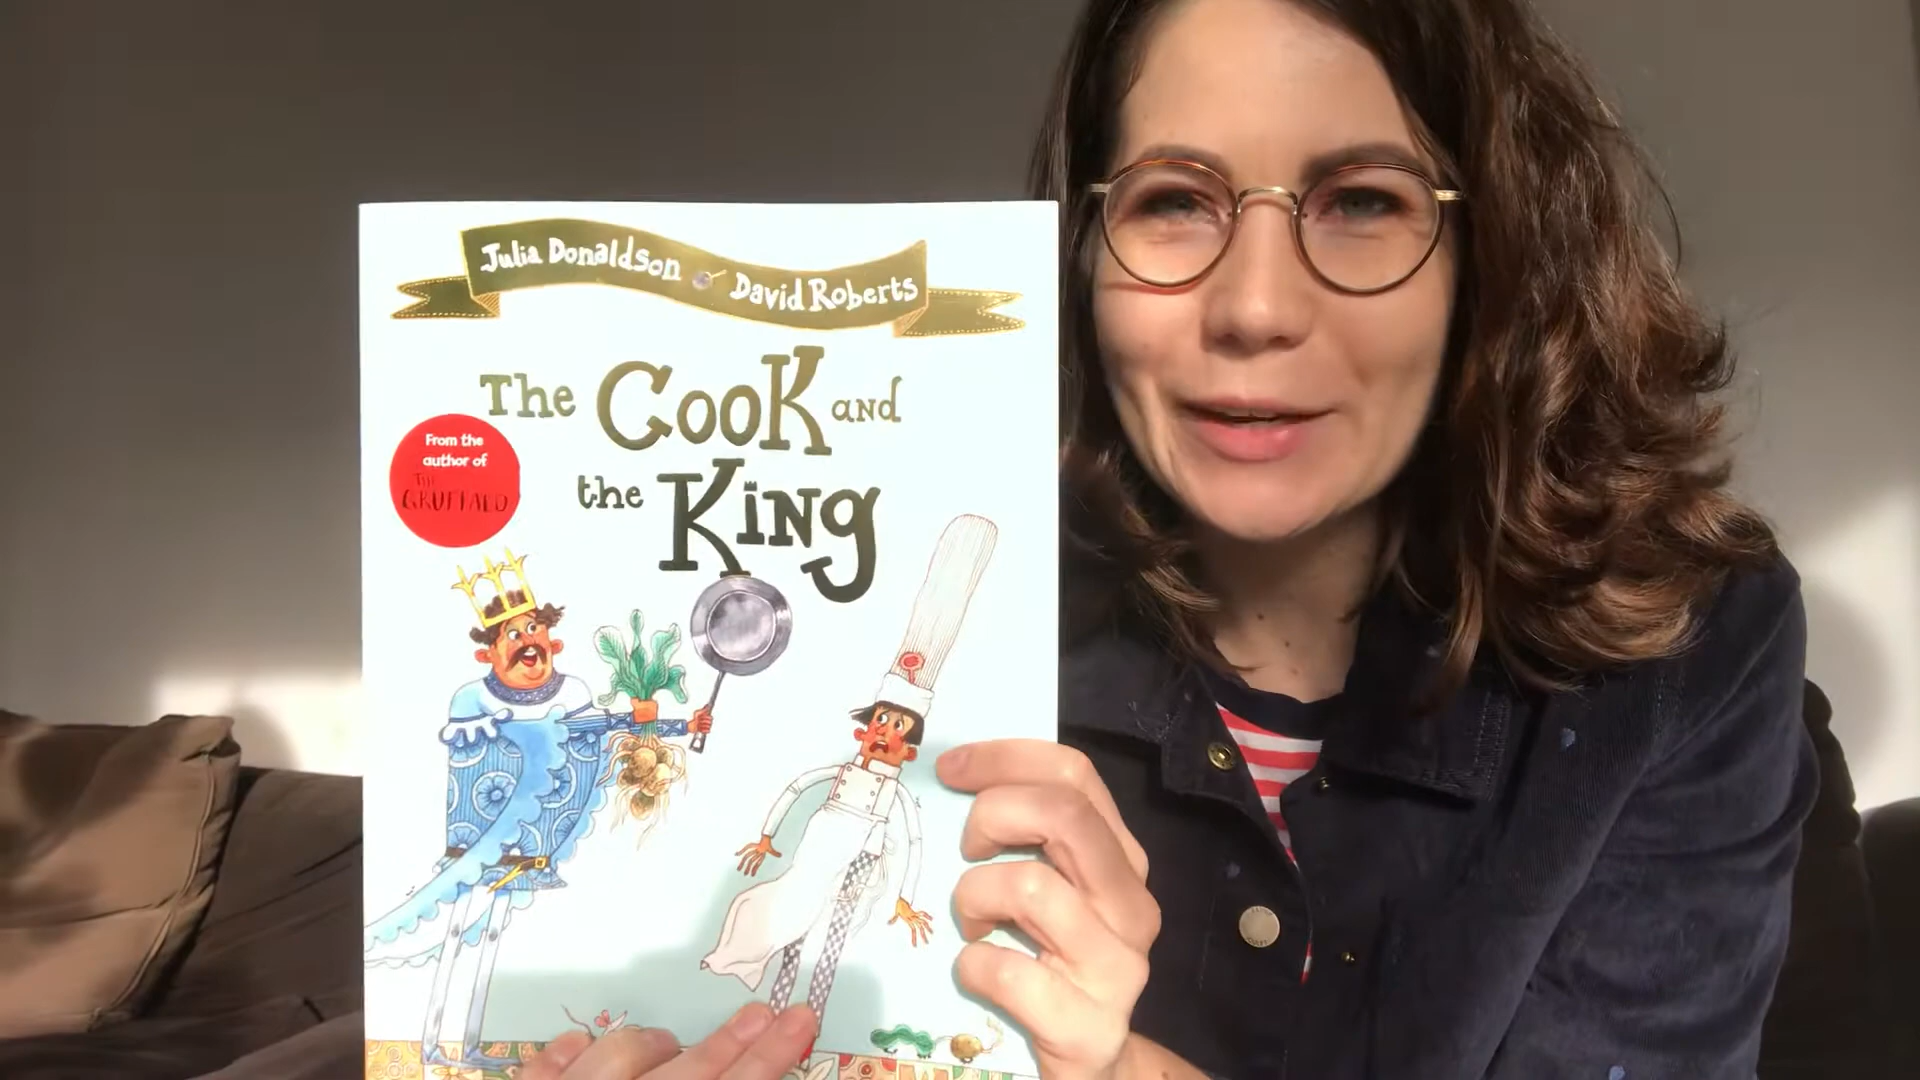 Julia Donaldson
David Roberts
The Cook and
the King
From the
author of
THE
GRUFFALO